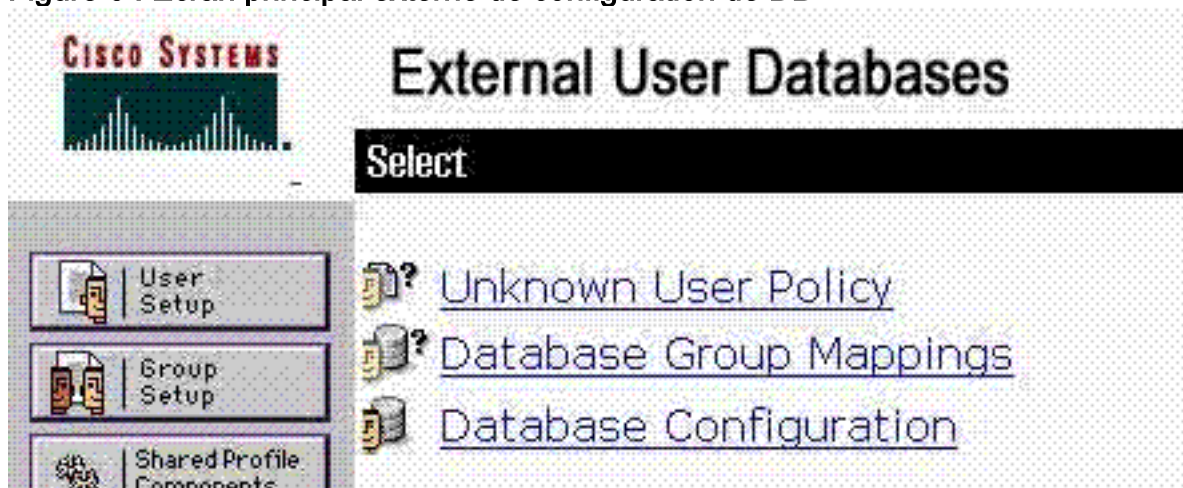 CISCO SYSTEMS
External User Databases
Select
User
Setup
Group
Setup
Shared Profile
Components
Unknown User Policy
Database Group Mappings
Database Configuration